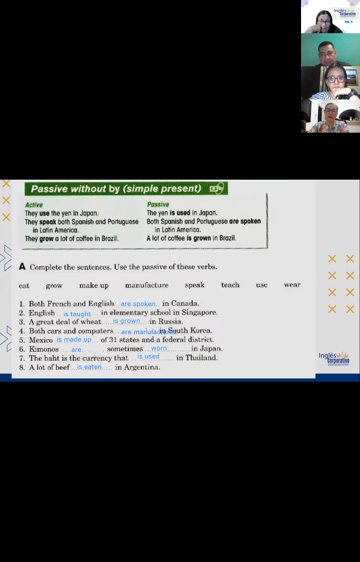 Inglés
Corporativo
Passive without by (simple present)
Active
Passive
They use the yen in Japan.
The yen is used in Japan.
They speak both Spanish and Portuguese
Both Spanish and Portuguese are spoken
in Latin America.
in Latin America.
They grow a lot of coffee in Brazil.
A lot of coffee is grown in Brazil.
A Complete the sentences. Use the passive of these verbs.
eat grow make up manufacture speak teach use wear
1. Both French and English are spoken in Canada.
2. English is taught in elementary school in Singapore.
3. A great deal of wheat is grown in Russia.
4. Both cars and computers are manufactured in South Korea.
5. Mexico is made up of 31 states and a federal district.
6. Kimonos are sometimes worn in Japan.
7. The baht is the currency that is used in Thailand.
8. A lot of beef is eaten in Argentina.
Inglés
Corporativo